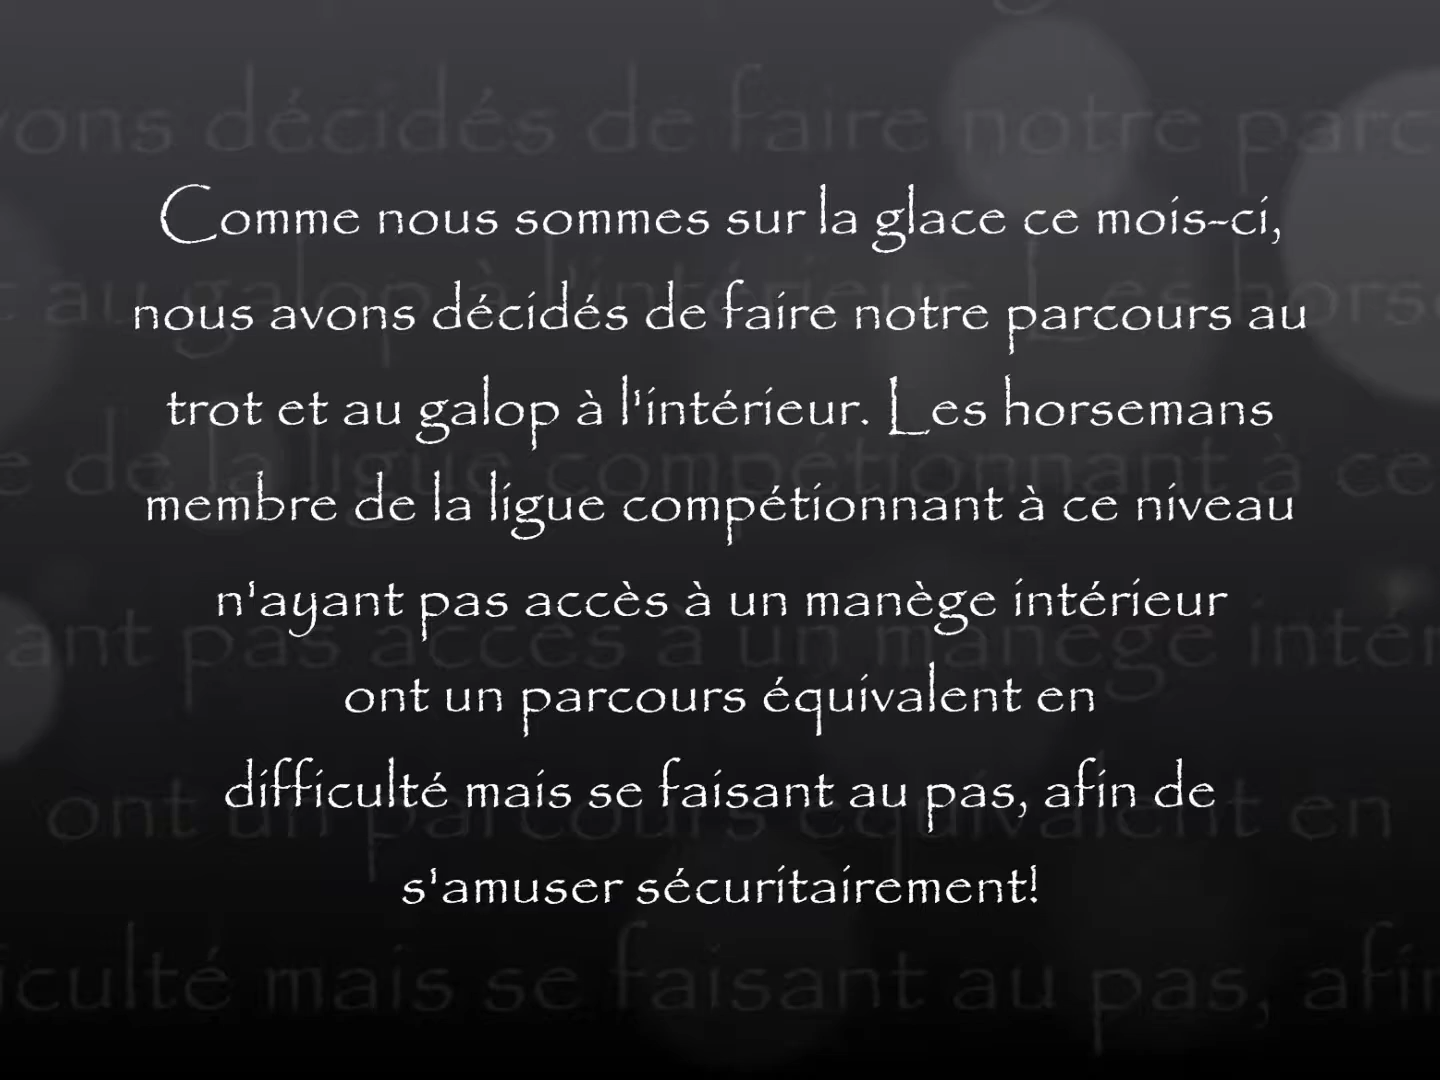 Comme nous sommes sur la glace ce mois-ci,
nous avons décidés de faire notre parcours au
trot et au galop à l'intérieur. Les horsemans
membre de la ligue compétionnant à ce niveau
n'ayant pas accès à un manège intérieur
ont un parcours équivalent en
difficulté mais se faisant au pas, afin de
s'amuser sécuritairement!